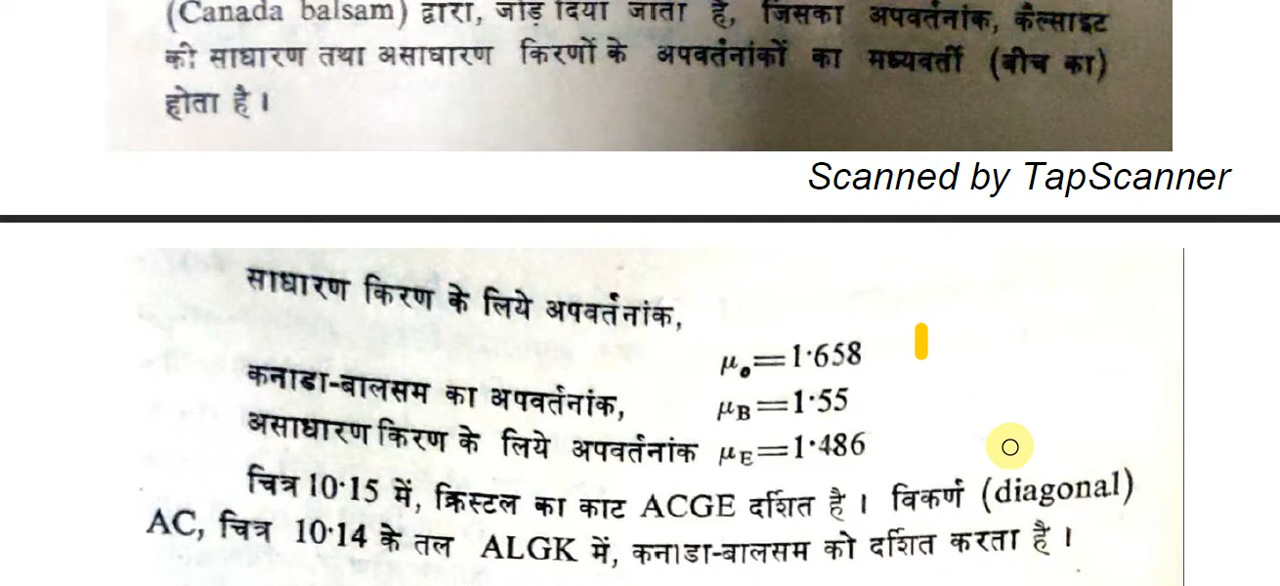 (Canada balsam) द्वारा, जोड़ दिया जाता है, जिसका अपवर्तनांक, कैल्साइट
की साधारण तथा असाधारण किरणों के अपवर्तनांकों का मध्यवर्ती (बीच का)
होता है ।
Scanned by TapScanner
साधारण किरण के लिये अपवर्तनांक,
μₒ=1·658
कनाडा-बालसम का अपवर्तनांक, μB=1·55
असाधारण किरण के लिये अपवर्तनांक μE=1·486
चित्र 10·15 में, क्रिस्टल का काट ACGE दर्शित है । विकर्ण (diagonal)
AC, चित्र 10·14 के तल ALGK में, कनाडा-बालसम को दर्शित करता है ।